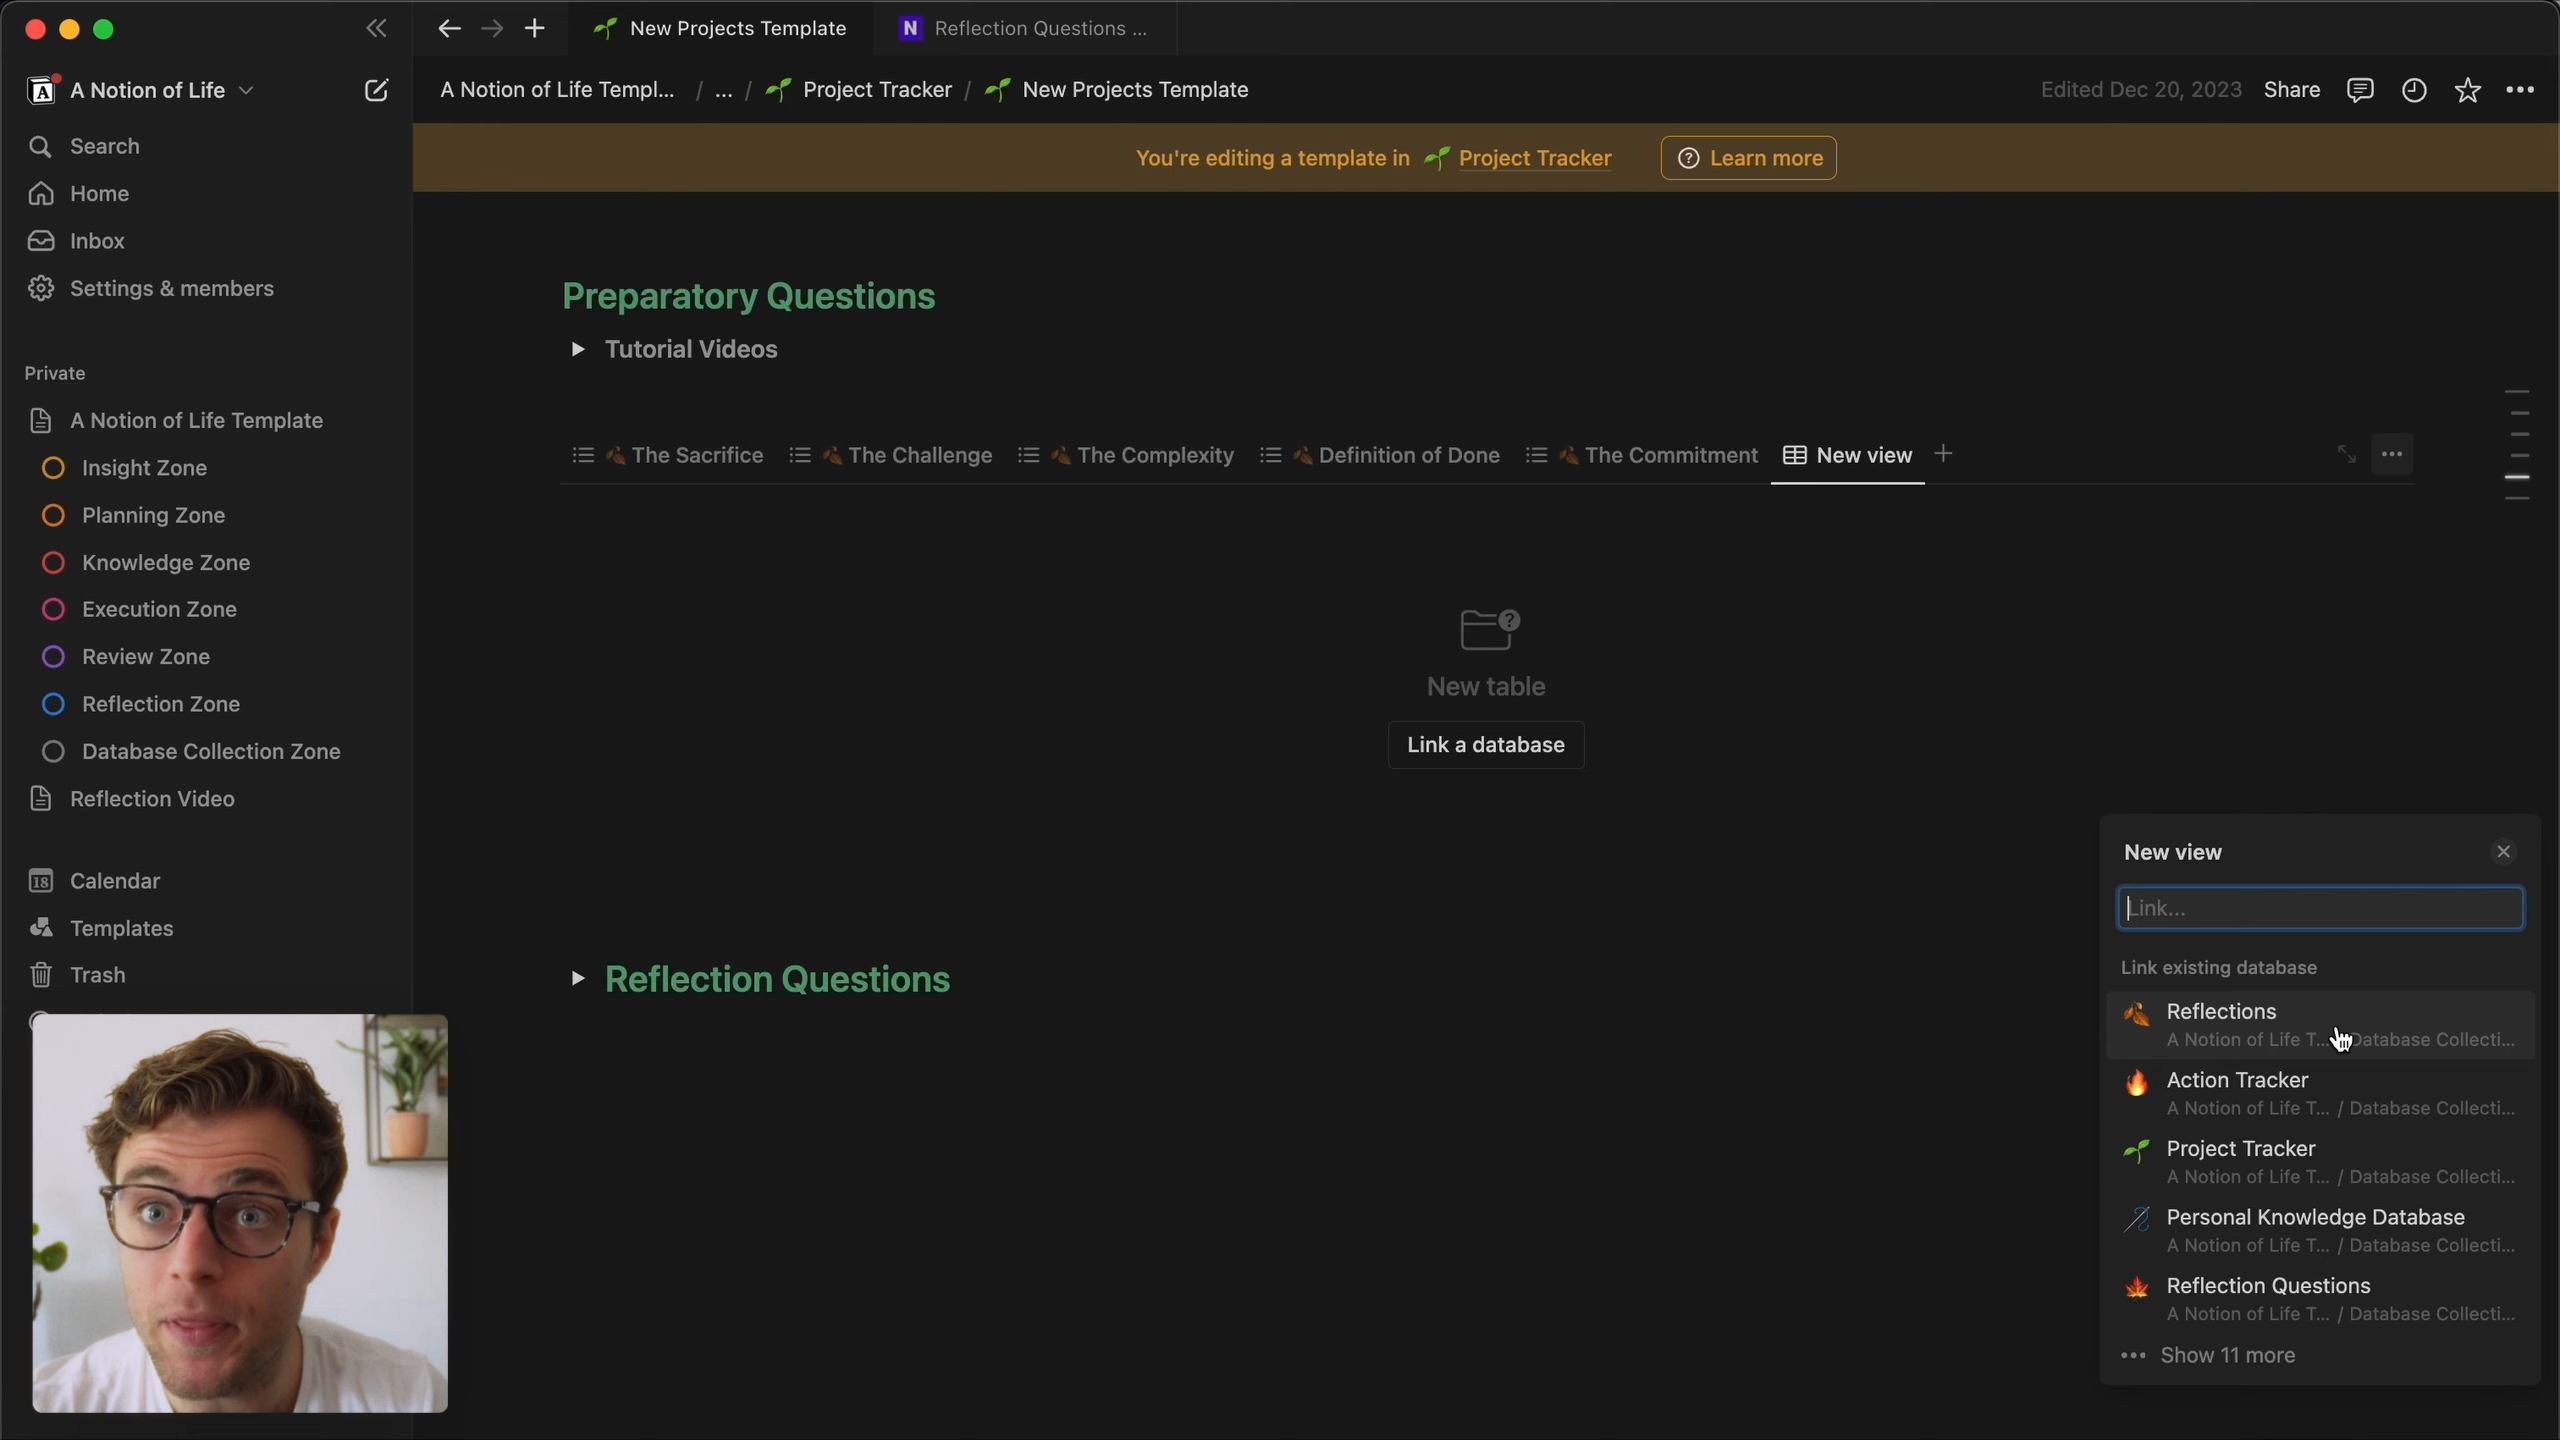 New Projects Template
N Reflection Questions ...
A Notion of Life
A Notion of Life Templ... / ... / Project Tracker / New Projects Template
Edited Dec 20, 2023 Share
You're editing a template in Project Tracker
Learn more
Search
Home
Inbox
Settings & members
Private
A Notion of Life Template
Insight Zone
Planning Zone
Knowledge Zone
Execution Zone
Review Zone
Reflection Zone
Database Collection Zone
Reflection Video
18 Calendar
Templates
Trash
Preparatory Questions
Tutorial Videos
The Sacrifice The Challenge The Complexity Definition of Done The Commitment New view
New table
Link a database
Reflection Questions
New view
Link...
Link existing database
Reflections
A Notion of Life T... Database Collecti...
Action Tracker
A Notion of Life T... / Database Collecti...
Project Tracker
A Notion of Life T... / Database Collecti...
Personal Knowledge Database
A Notion of Life T... / Database Collecti...
Reflection Questions
A Notion of Life T... / Database Collecti...
Show 11 more